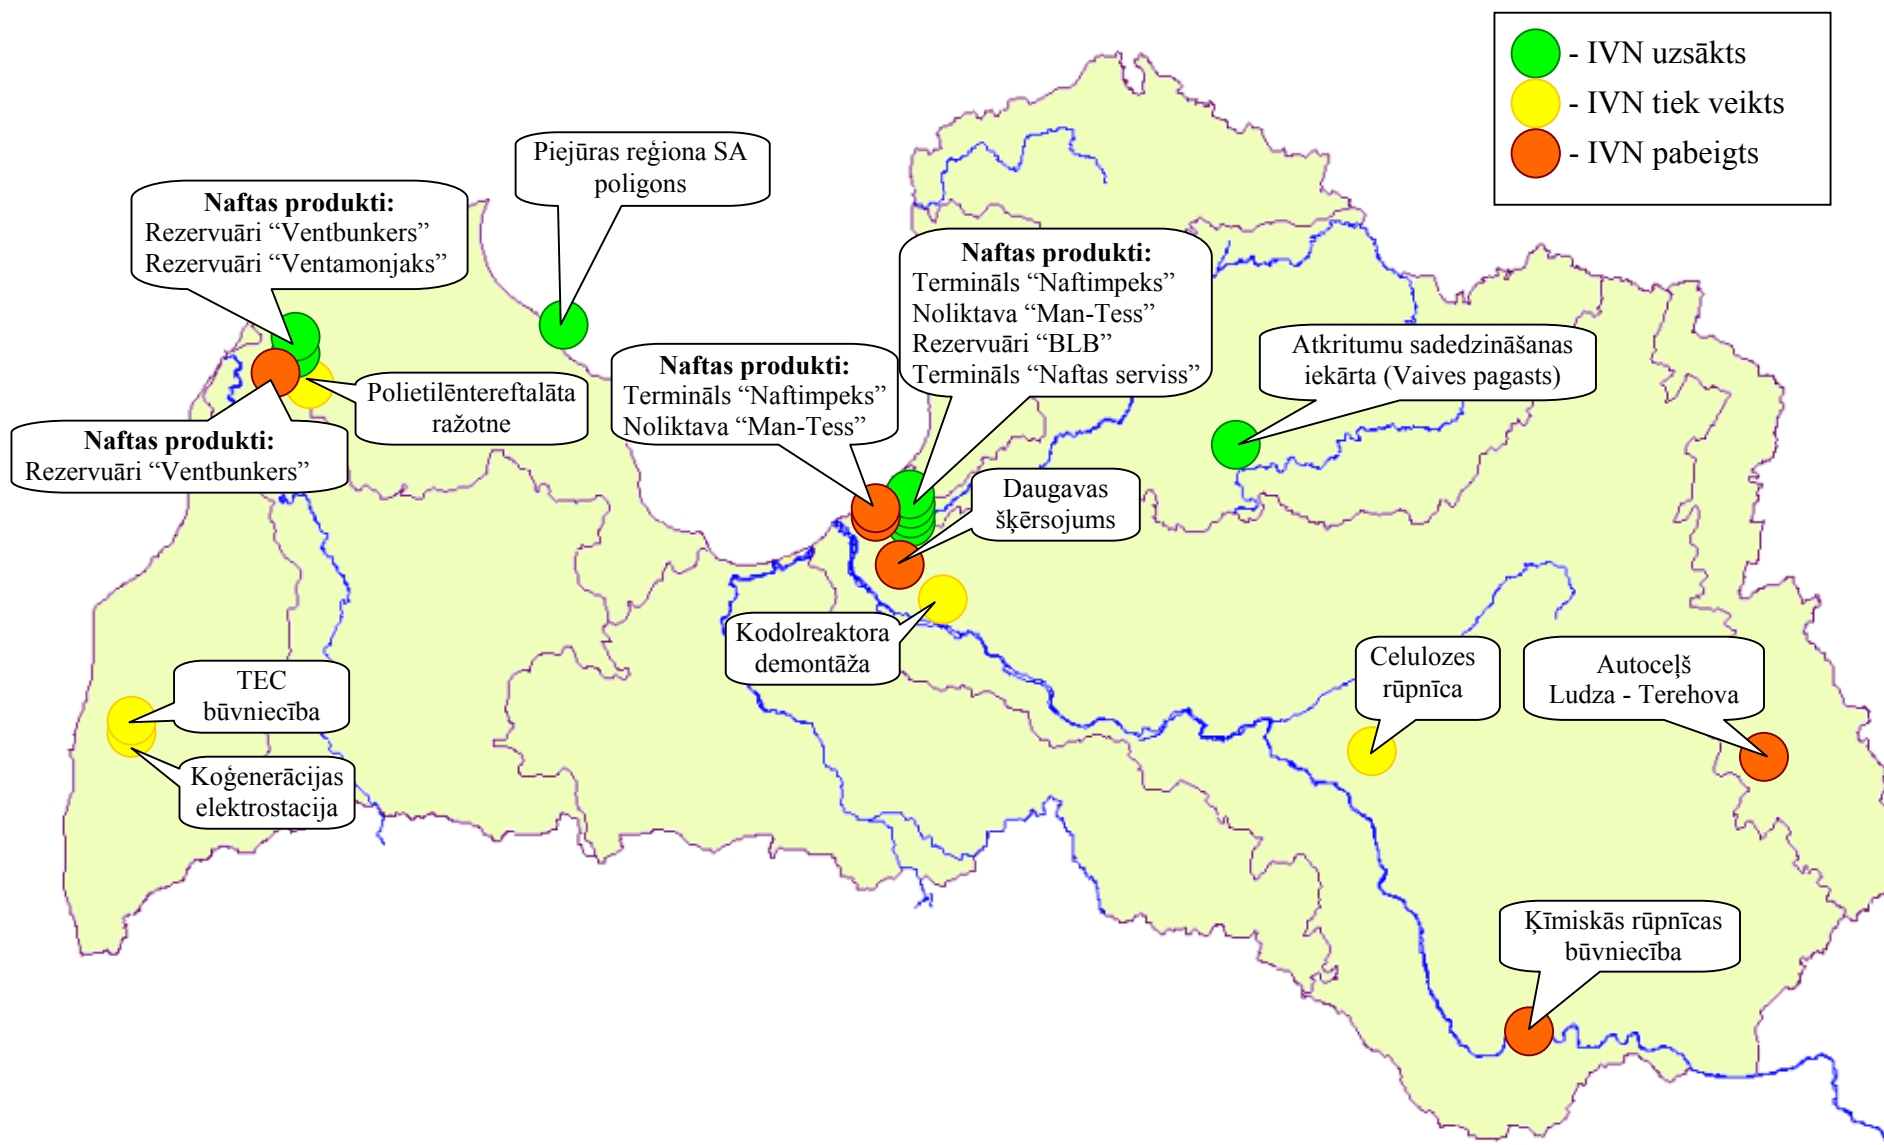 - IVN uzsākts
- IVN tiek veikts
- IVN pabeigts
Piejūras reģiona SA
poligons
Naftas produkti:
Rezervuāri “Ventbunkers”
Rezervuāri “Ventamonjaks”
Naftas produkti:
Termināls “Naftimpeks”
Noliktava “Man-Tess”
Rezervuāri “BLB”
Termināls “Naftas serviss”
Atkritumu sadedzināšanas
iekārta (Vaives pagasts)
Naftas produkti:
Termināls “Naftimpeks”
Noliktava “Man-Tess”
Polietilēntereftalāta
ražotne
Naftas produkti:
Rezervuāri “Ventbunkers”
Daugavas
šķērsojums
Kodolreaktora
demontāža
Celulozes
rūpnīca
Autoceļš
Ludza - Terehova
TEC
būvniecība
Koģenerācijas
elektrostacija
Ķīmiskās rūpnīcas
būvniecība